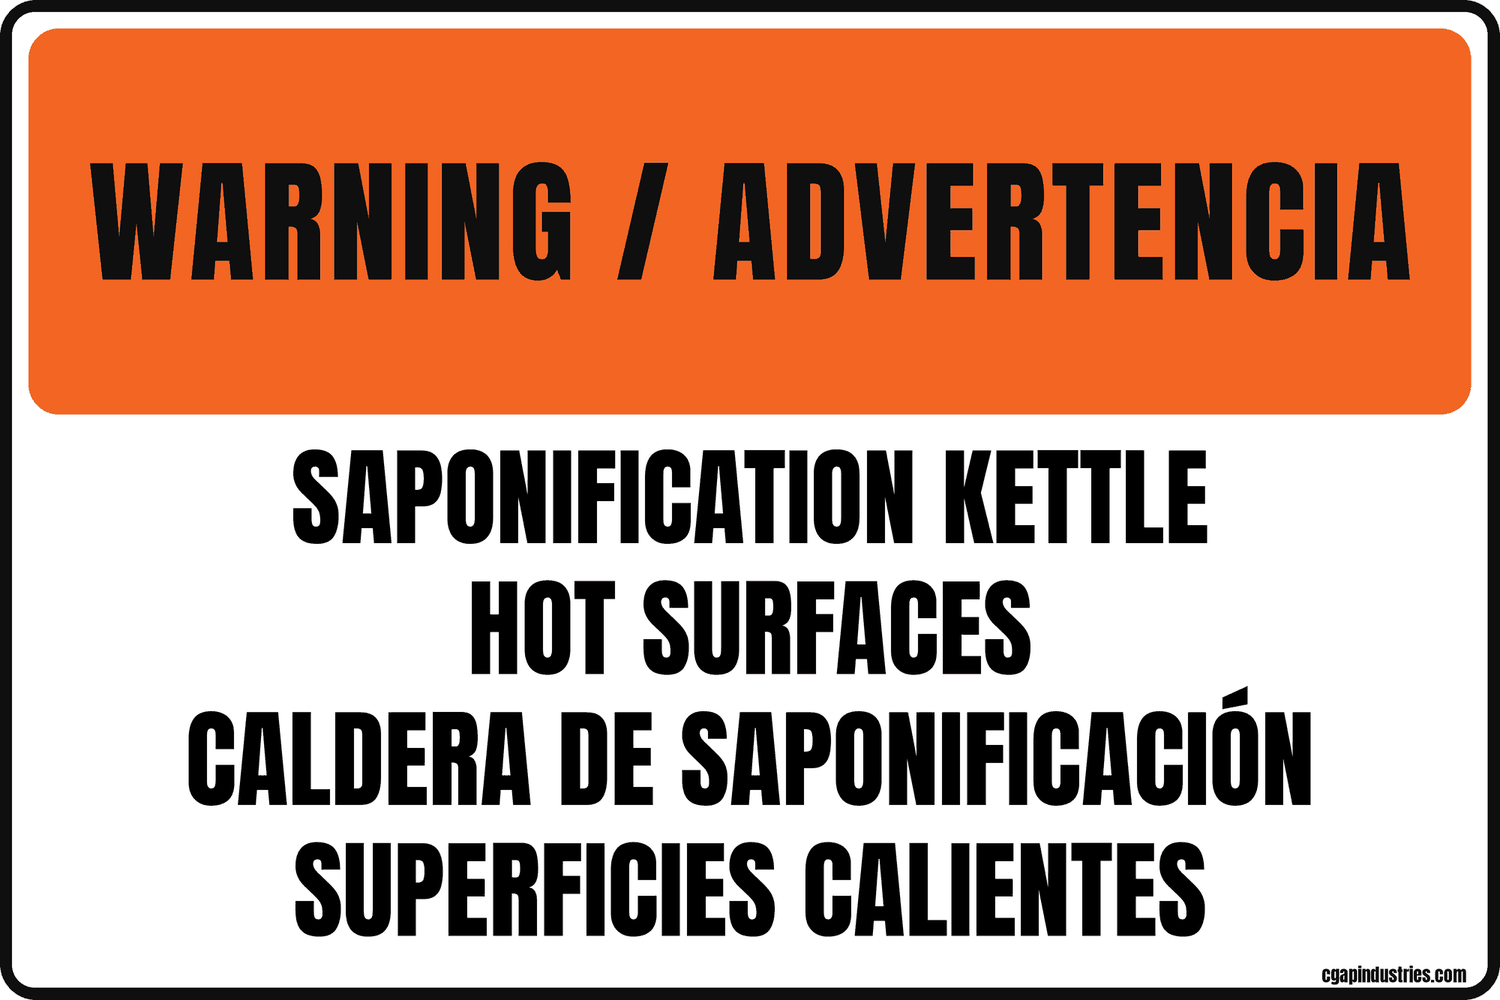 WARNING / ADVERTENCIA
SAPONIFICATION KETTLE
HOT SURFACES
CALDERA DE SAPONIFICACIÓN
SUPERFICIES CALIENTES
cgapindustries.com